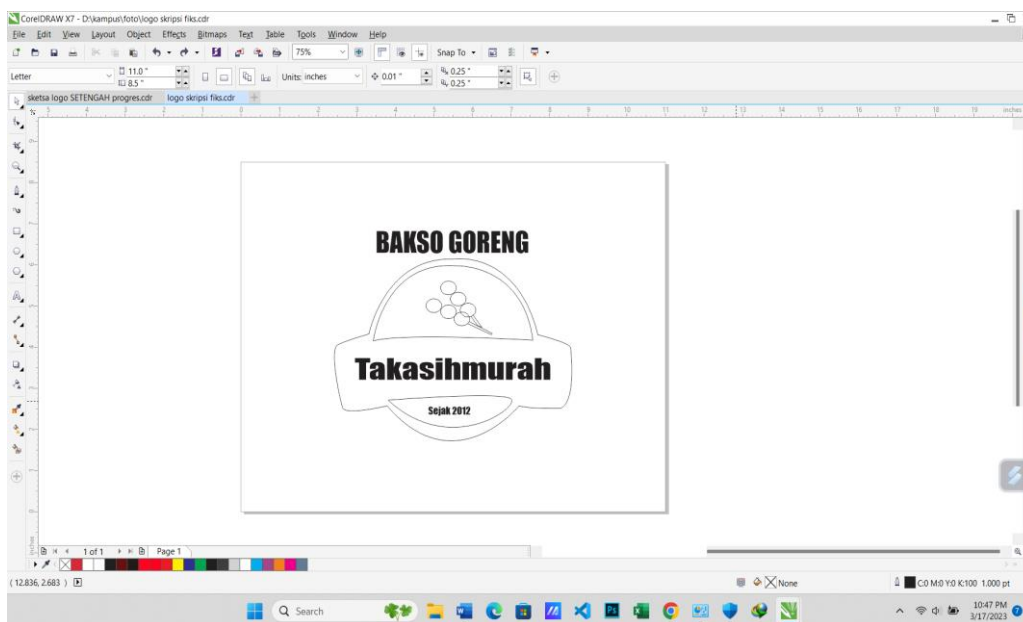 CorelDRAW X7 - D:\kampus\foto\logo skripsi fiks.cdr
File Edit View Layout Object Effects Bitmaps Text Table Tools Window Help
75% Snap To
Letter 11.0 " 8.5 " Units: inches 0.01 " 0.25 " 0.25 "
sketsa logo SETENGAH progres.cdr logo skripsi fiks.cdr
inches
BAKSO GORENG
Takasihmurah
Sejak 2012
inches
1 of 1 Page 1
( 12.836, 2.683 ) None C:0 M:0 Y:0 K:100 1.000 pt
Search
10:47 PM
3/17/2023